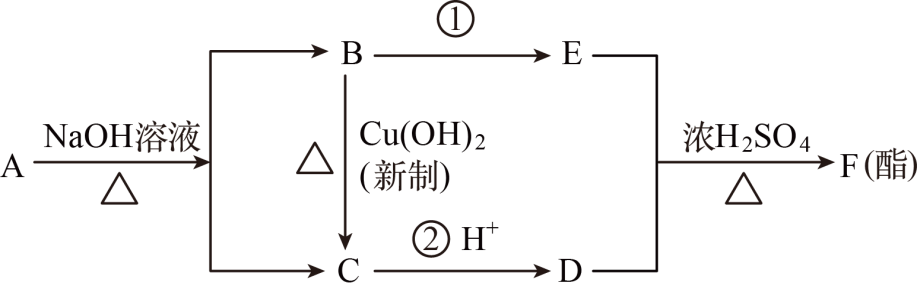 ①
B
E
NaOH溶液
Cu(OH)₂
浓H₂SO₄
A
△
△
(新制)
△
F(酯)
② H⁺
C
D